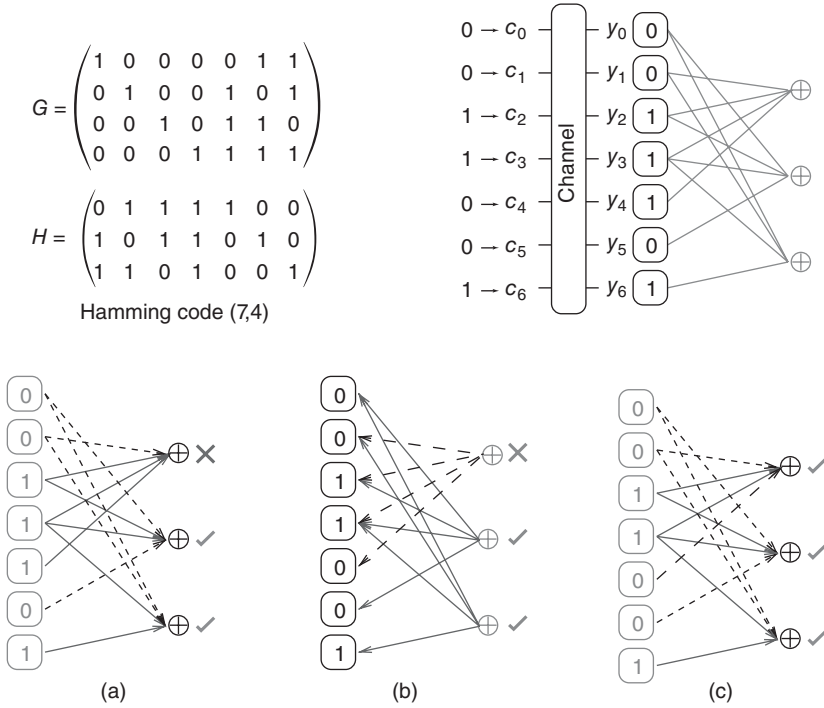 G =
1 0 0 0 0 1 1
0 1 0 0 1 0 1
0 0 1 0 1 1 0
0 0 0 1 1 1 1
H =
0 1 1 1 1 0 0
1 0 1 1 0 1 0
1 1 0 1 0 0 1
Hamming code (7,4)
0 → c0 y0 0
0 → c1 y1 0
1 → c2 y2 1
1 → c3 y3 1
0 → c4 y4 1
0 → c5 y5 0
1 → c6 y6 1
Channel
0
0
1
1
1
0
1
(a)
0
0
1
1
0
0
1
(b)
0
0
1
1
0
0
1
(c)